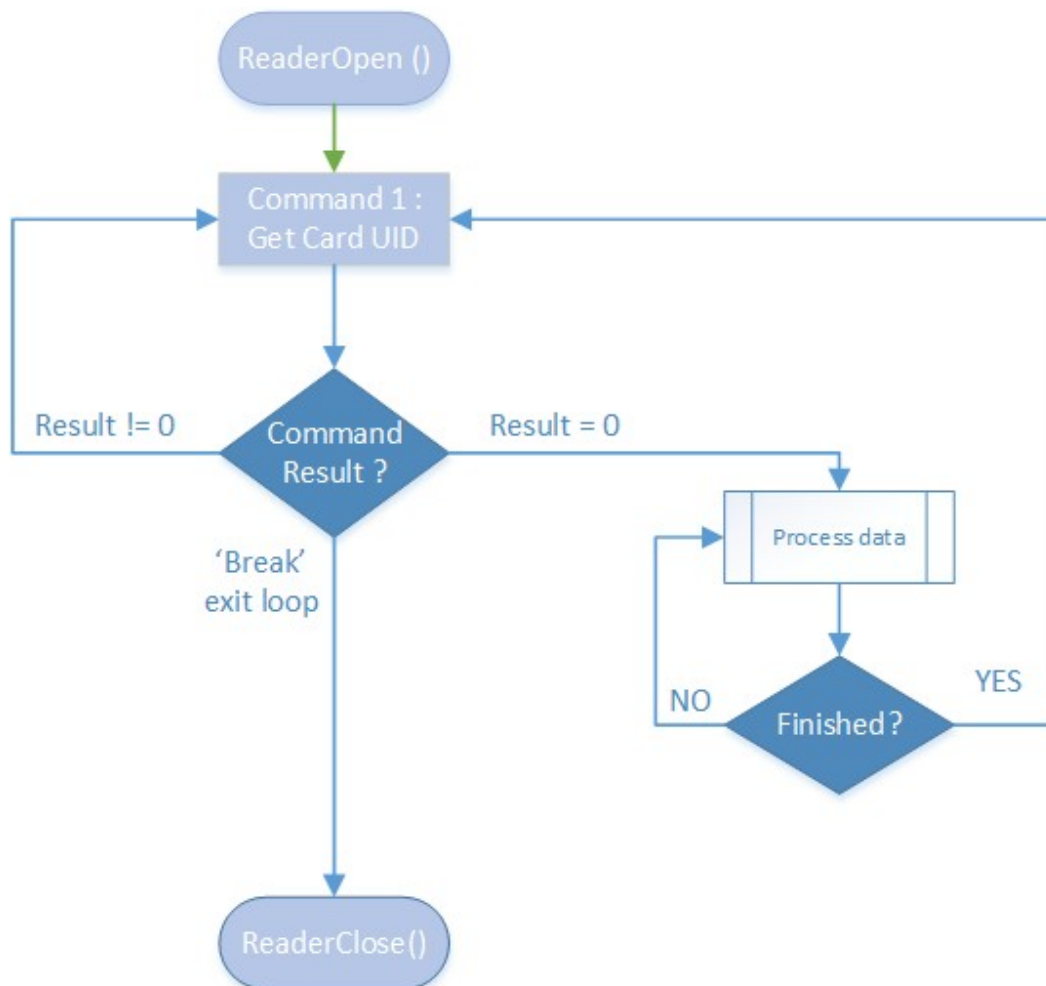 ReaderOpen ()
Command 1 :
Get Card UID
Result != 0
Command
Result ?
Result = 0
‘Break’
exit loop
Process data
NO
Finished?
YES
ReaderClose()